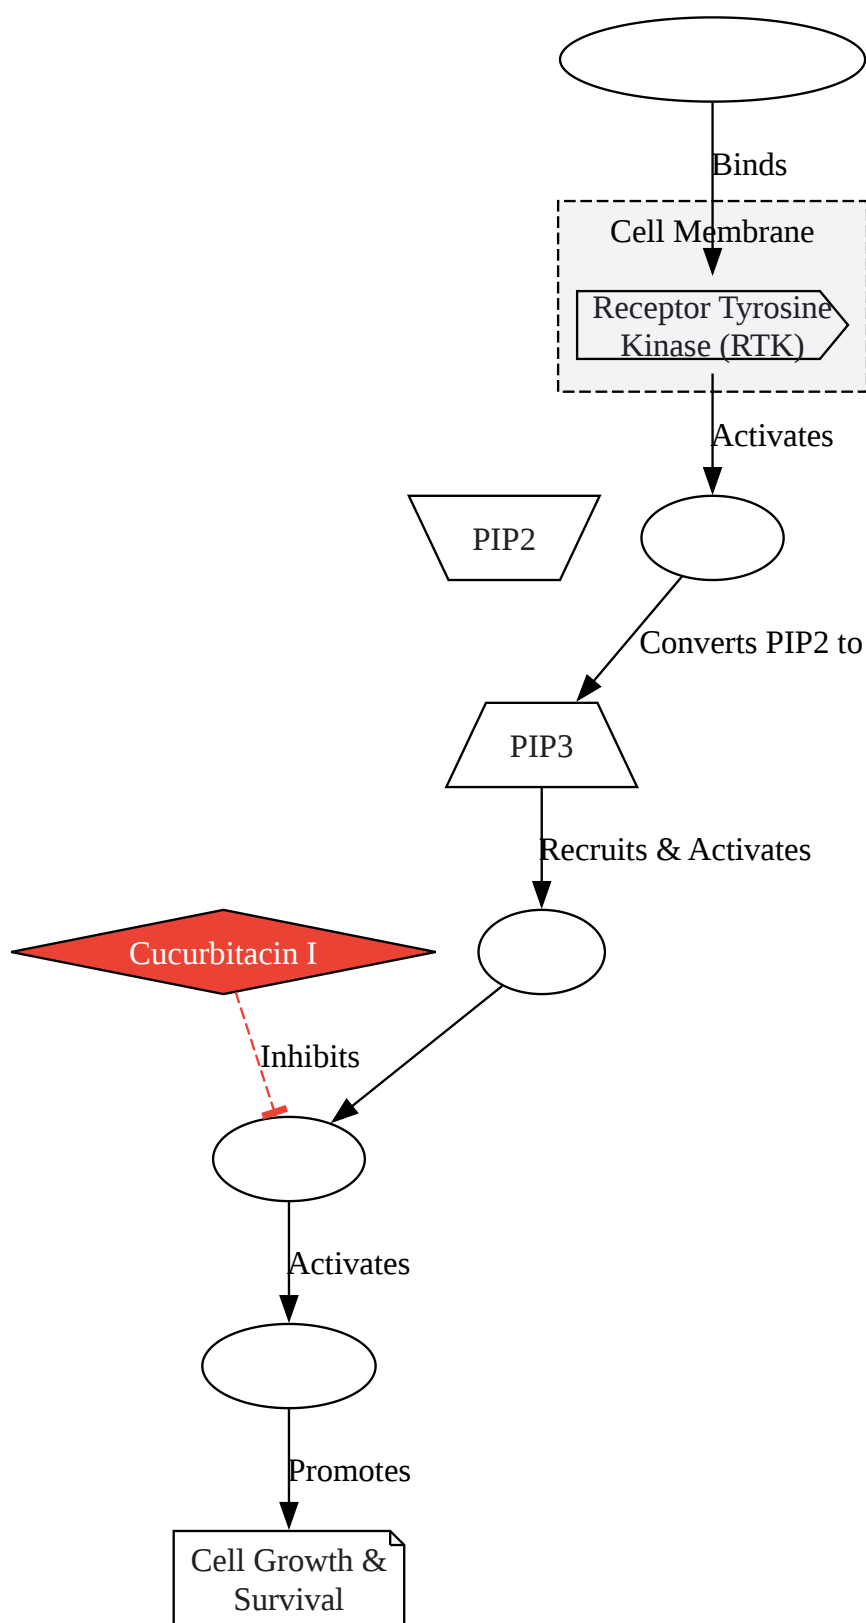 Binds
Cell Membrane
Receptor Tyrosine
Kinase (RTK)
Activates
PIP2
Converts PIP2 to
PIP3
Recruits & Activates
Cucurbitacin I
Inhibits
Activates
Promotes
Cell Growth &
Survival